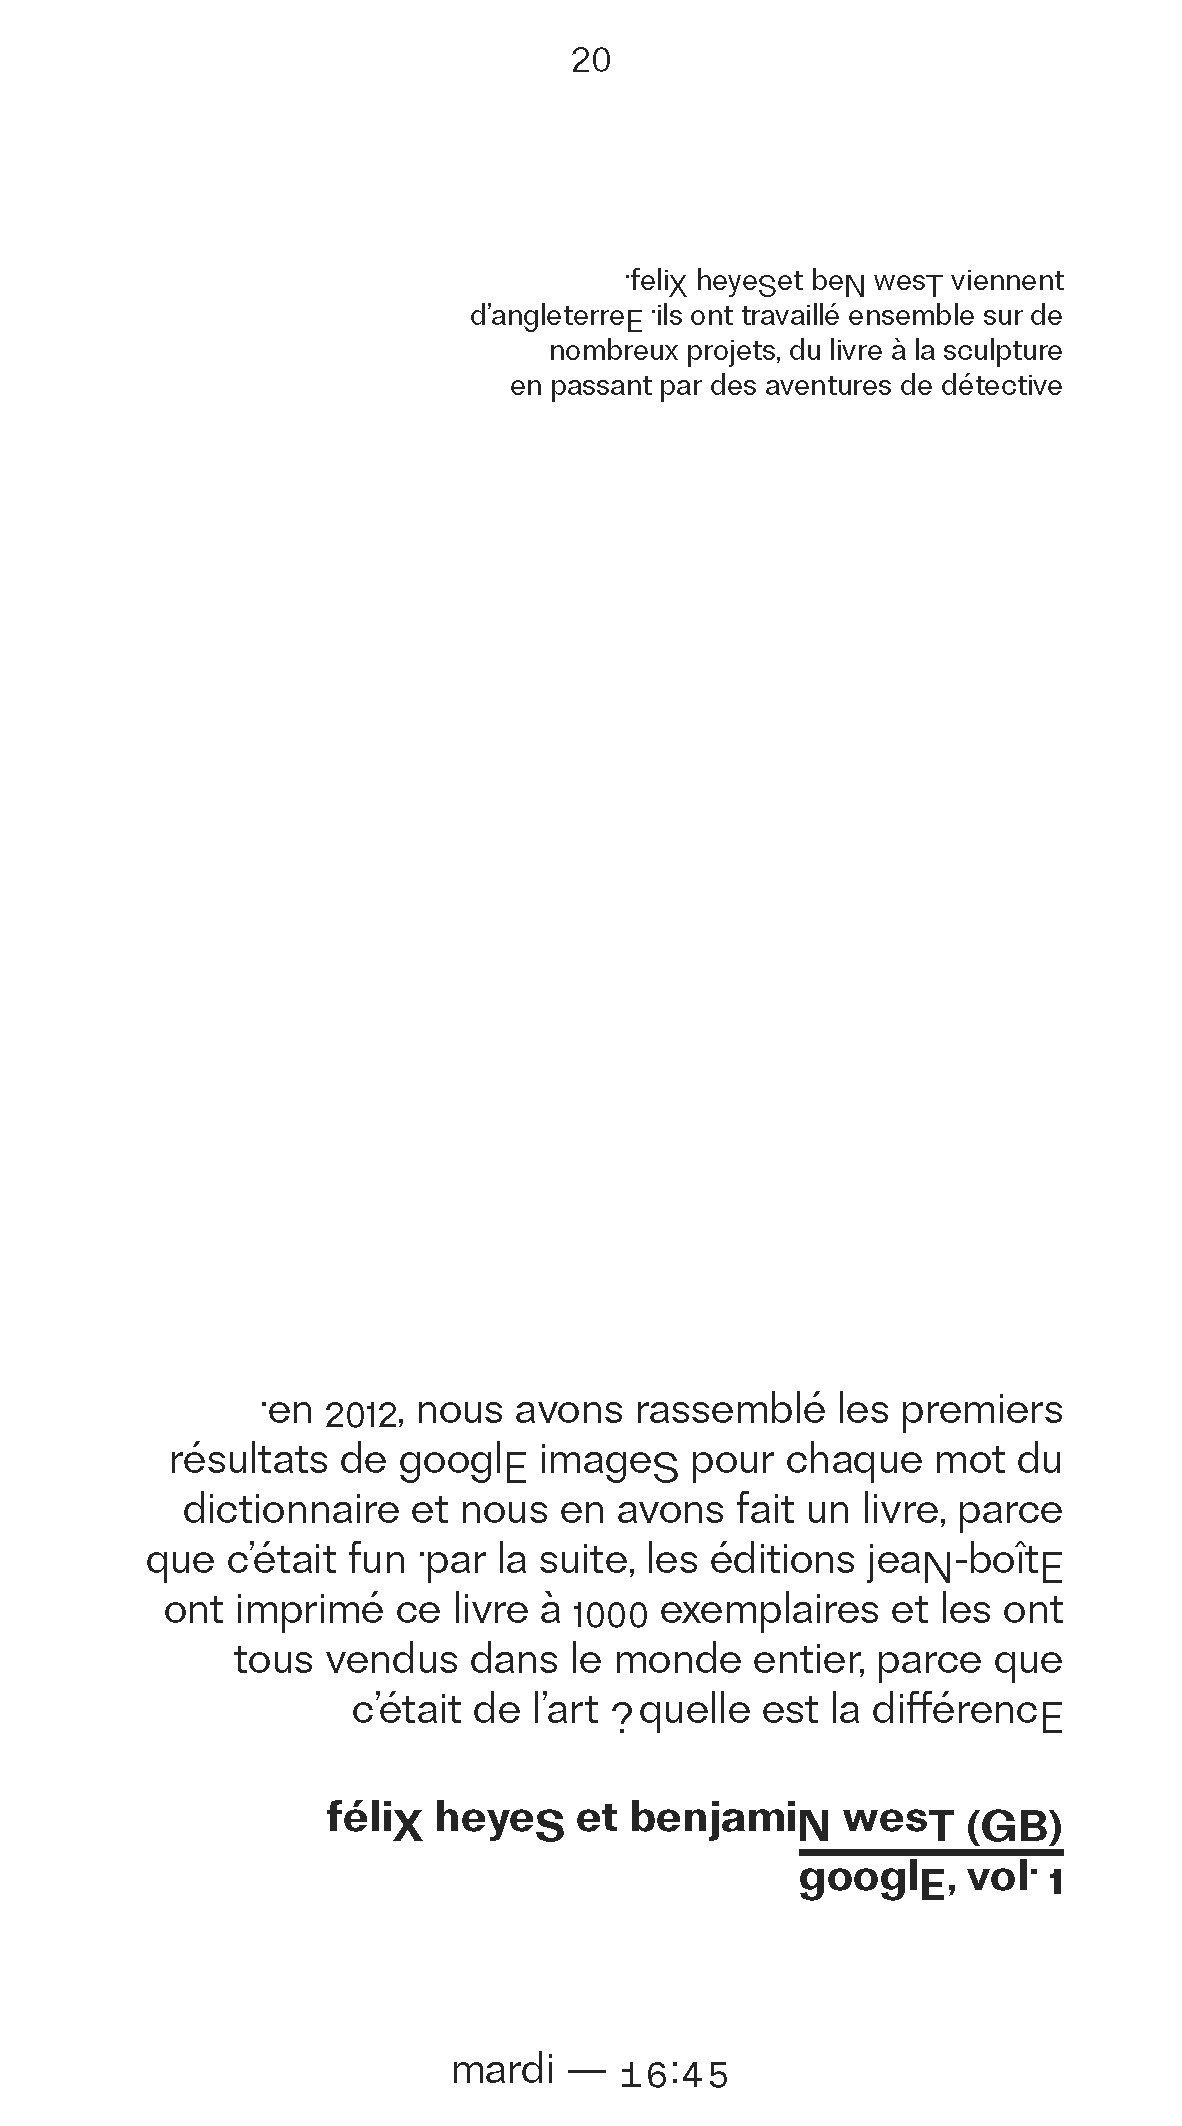 20
·feliX heyeSet beN wesT viennent
d’angleterreE ·ils ont travaillé ensemble sur de
nombreux projets, du livre à la sculpture
en passant par des aventures de détective
·en 2012, nous avons rassemblé les premiers
résultats de googlE imageS pour chaque mot du
dictionnaire et nous en avons fait un livre, parce
que c’était fun ·par la suite, les éditions jeaN-boîtE
ont imprimé ce livre à 1000 exemplaires et les ont
tous vendus dans le monde entier, parce que
c’était de l’art ?quelle est la différencE
féliX heyeS et benjamiN wesT (GB)
googlE, vol· 1
mardi — 16:45